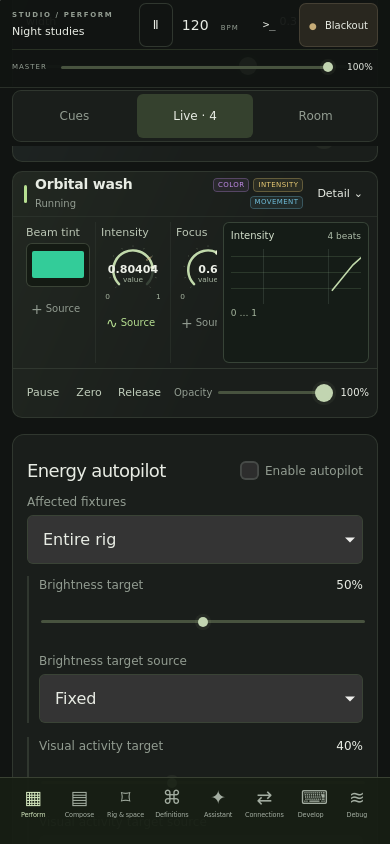 STUDIO / PERFORM
Night studies
120 BPM
>_
Blackout
MASTER 100%
Cues
Live · 4
Room
Orbital wash
Running
COLOR
INTENSITY
MOVEMENT
Detail
Beam tint
+ Source
Intensity
0.80404
value
0 1
Source
Focus
0.6
value
0
+ Sour
Intensity 4 beats
0 … 1
Pause
Zero
Release
Opacity 100%
Energy autopilot
Enable autopilot
Affected fixtures
Entire rig
Brightness target 50%
Brightness target source
Fixed
Visual activity target 40%
Perform
Compose
Rig & space
Definitions
Assistant
Connections
Develop
Debug